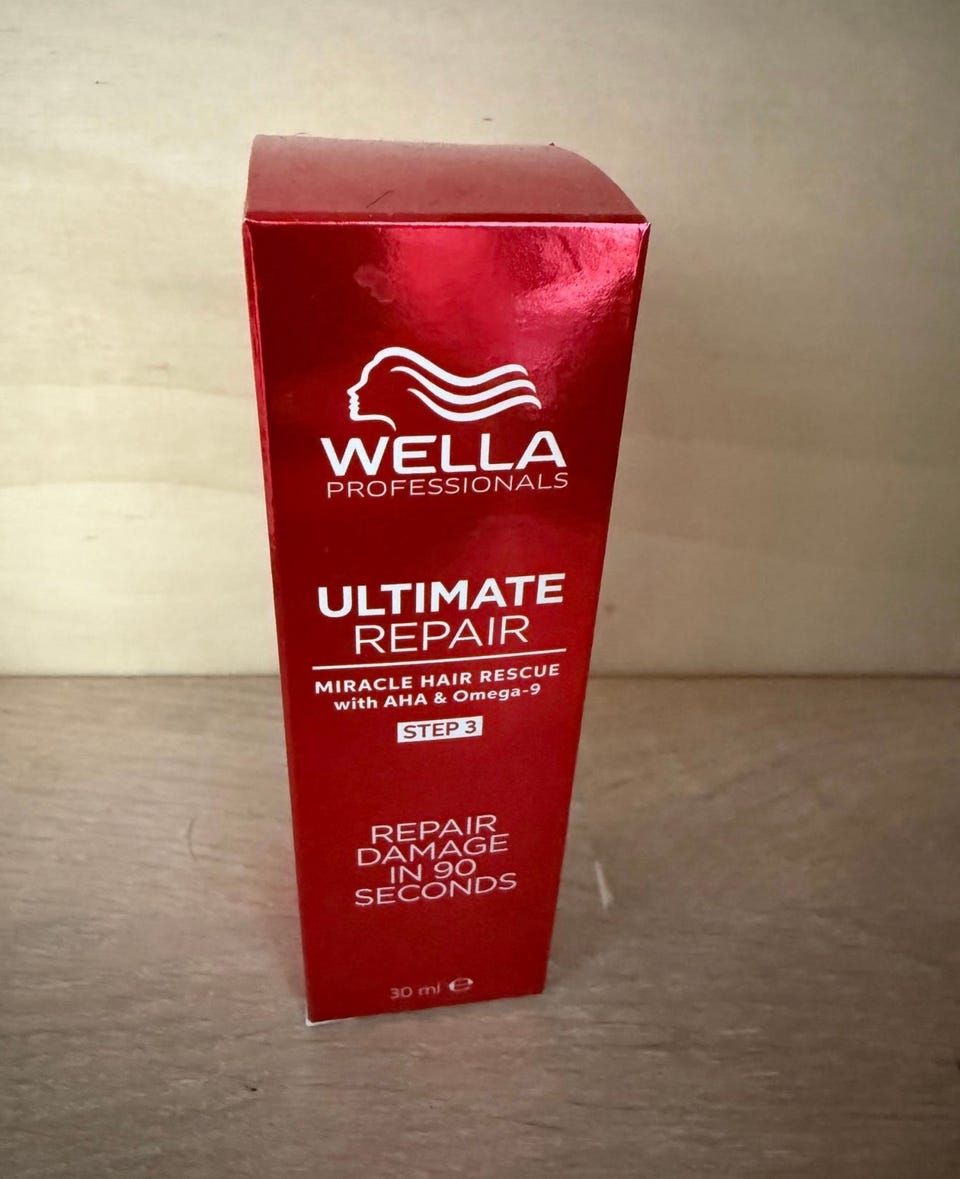 WELLA
PROFESSIONALS
ULTIMATE
REPAIR
MIRACLE HAIR RESCUE
with AHA & Omega-9
STEP 3
REPAIR
DAMAGE
IN 90
SECONDS
30 ml ℮